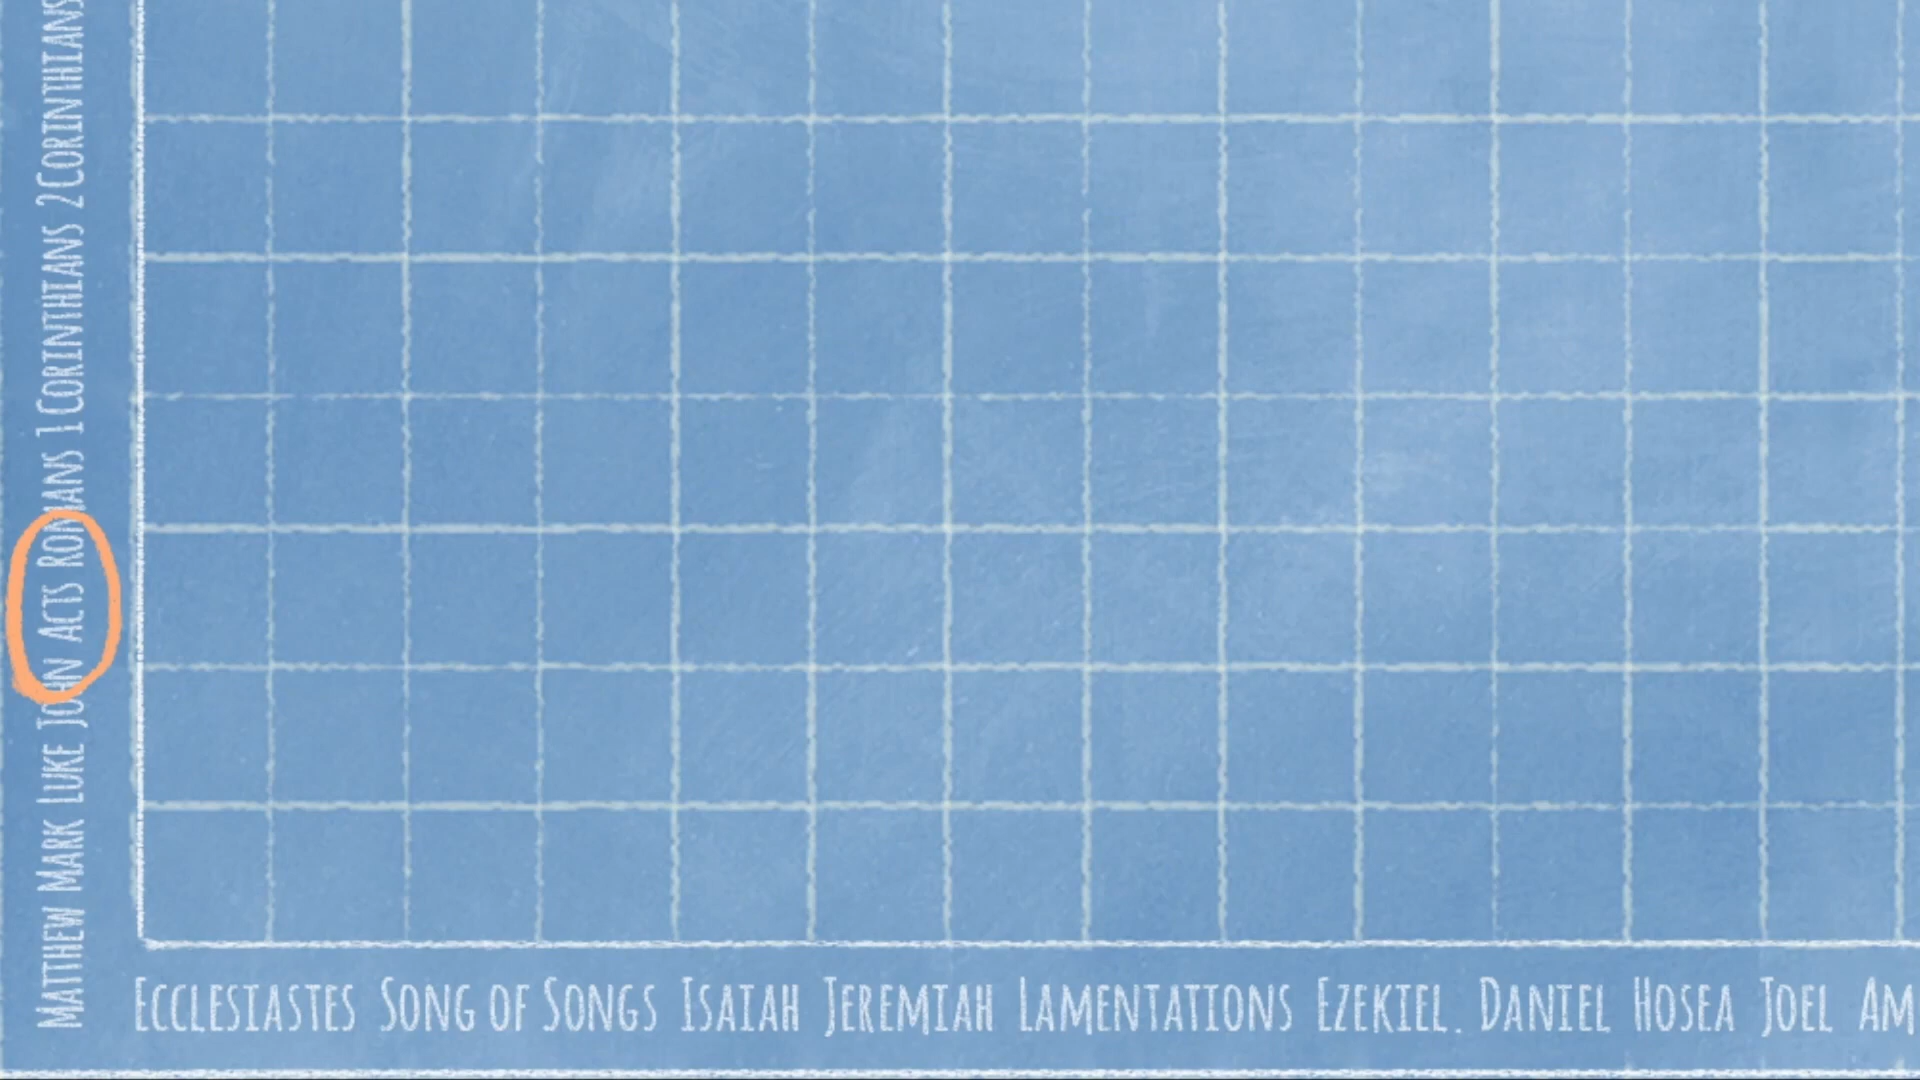 Matthew Mark Luke John Acts Romans 1 Corinthians 2 Corinthians
Ecclesiastes Song of Songs Isaiah Jeremiah Lamentations Ezekiel. Daniel Hosea Joel Am